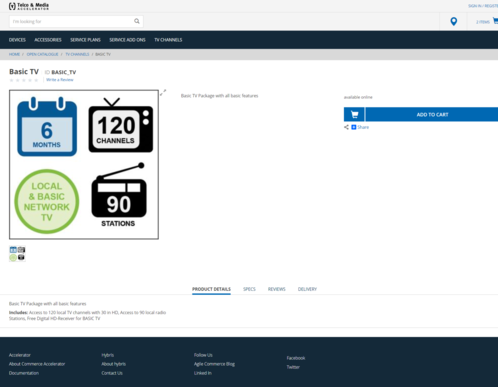 Telco & Media
ACCELERATOR
SIGN IN / REGISTE
I'm looking for
2 ITEMS
DEVICES ACCESSORIES SERVICE PLANS SERVICE ADD ONS TV CHANNELS
HOME / OPEN CATALOGUE / TV CHANNELS / BASIC TV
Basic TV ID BASIC_TV
Write a Review
Basic TV Package with all basic features
available online
ADD TO CART
Share
6
MONTHS
120
CHANNELS
LOCAL
& BASIC
NETWORK
TV
90
STATIONS
PRODUCT DETAILS SPECS REVIEWS DELIVERY
Basic TV Package with all basic features
Includes: Access to 120 local TV channels with 30 in HD, Access to 90 local radio
Stations, Free Digital HD Receiver for BASIC TV
Accelerator Hybris Follow Us Facebook
About Commerce Accelerator About hybris Agile Commerce Blog Twitter
Documentation Contact Us Linked In